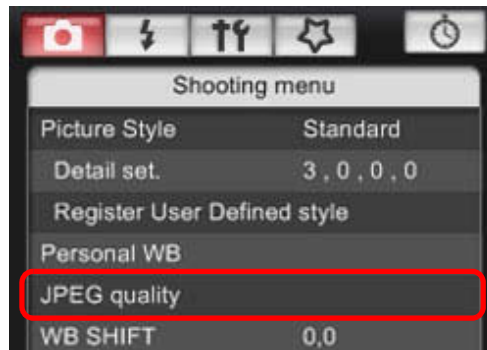 Shooting menu
Picture Style Standard
Detail set. 3 , 0 , 0 , 0
Register User Defined style
Personal WB
JPEG quality
WB SHIFT 0,0